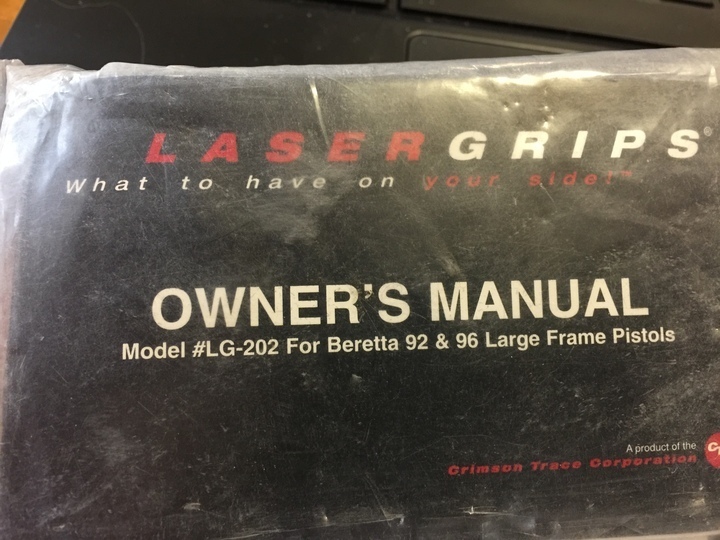 LASERGRIPS®
What to have on your side!™
OWNER'S MANUAL
Model #LG-202 For Beretta 92 & 96 Large Frame Pistols
A product of the
Crimson Trace Corporation